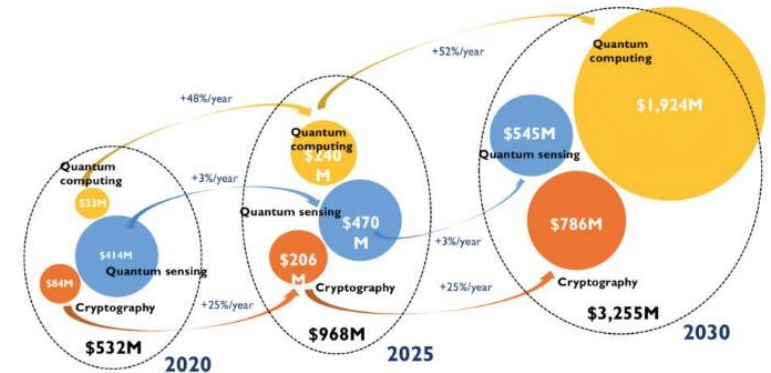 Quantum
computing
$33M
$414M
Quantum sensing
$84M
Cryptography
$532M
2020
+48%/year
+3%/year
+25%/year
Quantum
computing
$240
M
Quantum sensing
$470
M
$206
M
Cryptography
$968M
2025
+52%/year
+3%/year
+25%/year
Quantum
computing
$1,924M
$545M
Quantum sensing
$786M
Cryptography
$3,255M
2030